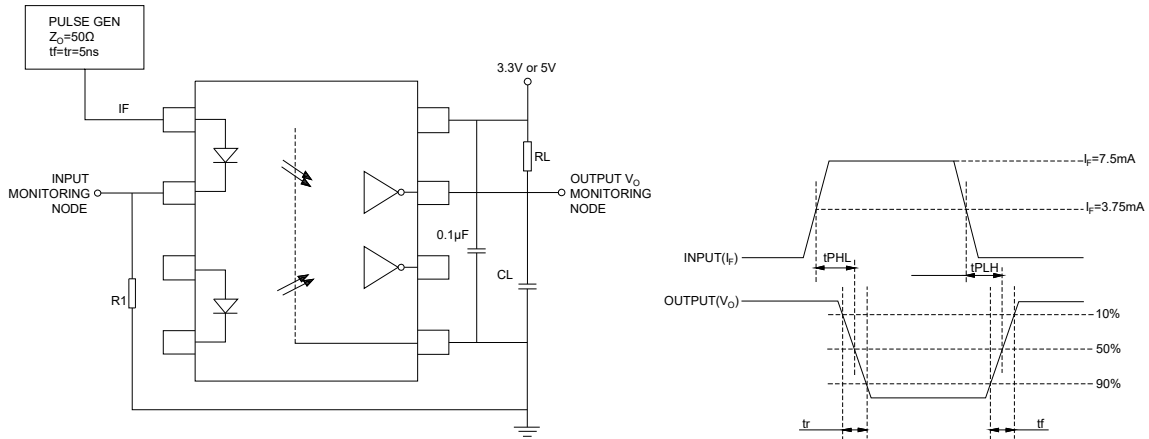 PULSE GEN
Zo=50Ω
tf=tr=5ns
IF
INPUT
MONITORING
NODE
R1
3.3V or 5V
RL
OUTPUT Vo
MONITORING
NODE
0.1µF
CL
IF=7.5mA
IF=3.75mA
INPUT(IF)
tPHL
tPLH
OUTPUT(VO)
10%
50%
90%
tr
tf